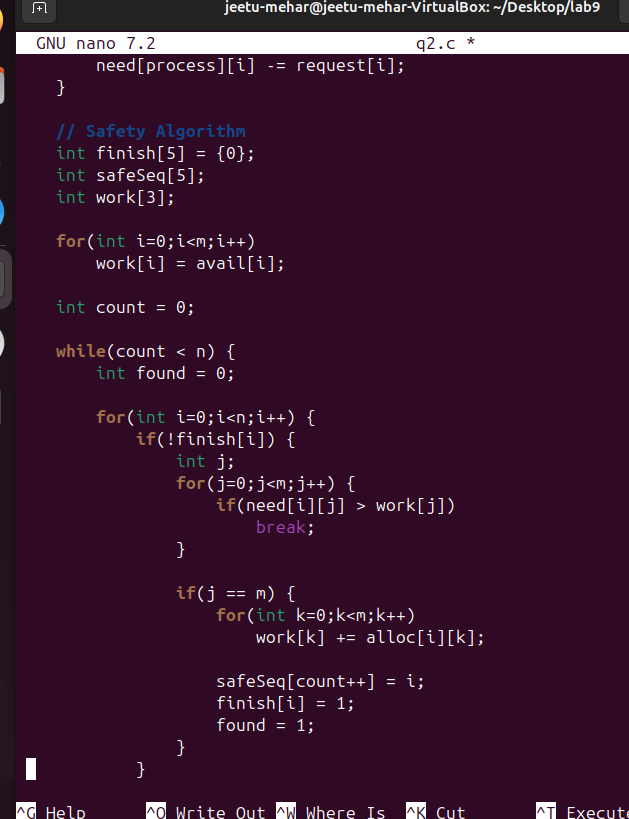 jeetu-mehar@jeetu-mehar-VirtualBox: ~/Desktop/lab9
GNU nano 7.2 q2.c *
        need[process][i] -= request[i];
    }

    // Safety Algorithm
    int finish[5] = {0};
    int safeSeq[5];
    int work[3];

    for(int i=0;i<m;i++)
        work[i] = avail[i];

    int count = 0;

    while(count < n) {
        int found = 0;

        for(int i=0;i<n;i++) {
            if(!finish[i]) {
                int j;
                for(j=0;j<m;j++) {
                    if(need[i][j] > work[j])
                        break;
                }

                if(j == m) {
                    for(int k=0;k<m;k++)
                        work[k] += alloc[i][k];

                    safeSeq[count++] = i;
                    finish[i] = 1;
                    found = 1;
                }
            }
^G Help ^O Write Out ^W Where Is ^K Cut ^T Execute